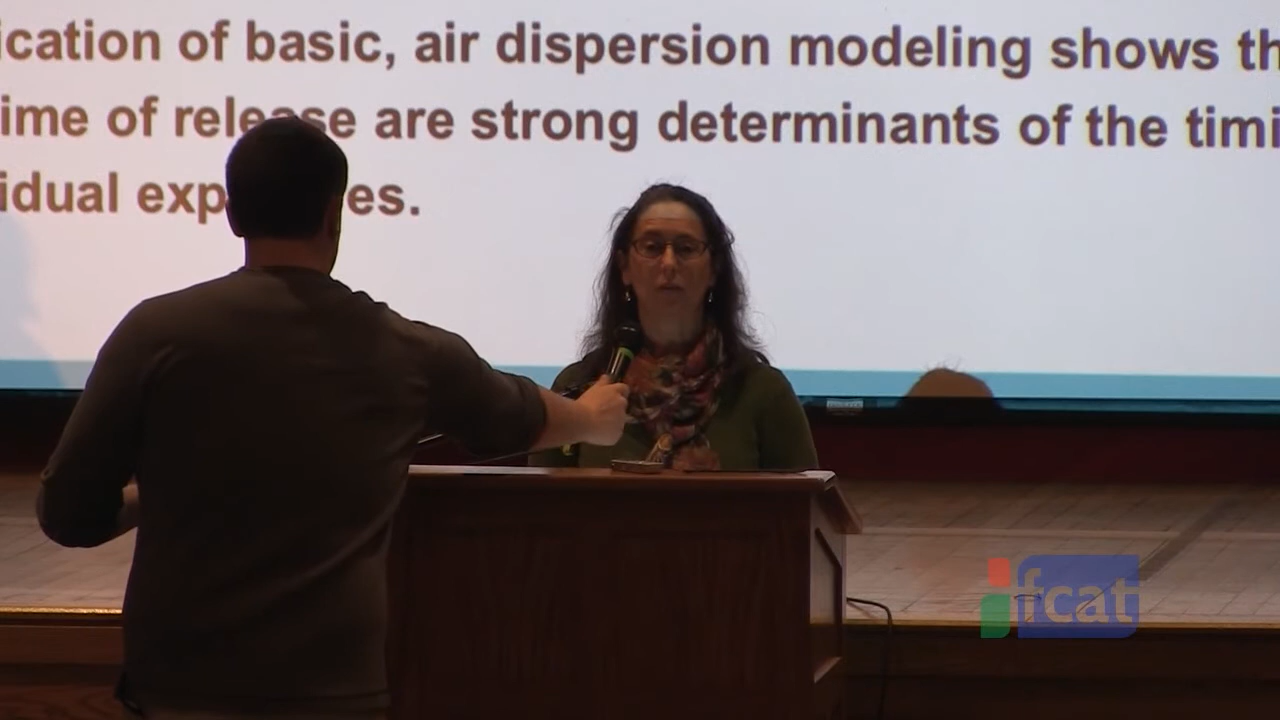 ication of basic, air dispersion modeling shows th
ime of release are strong determinants of the timi
idual exp es.
fcat